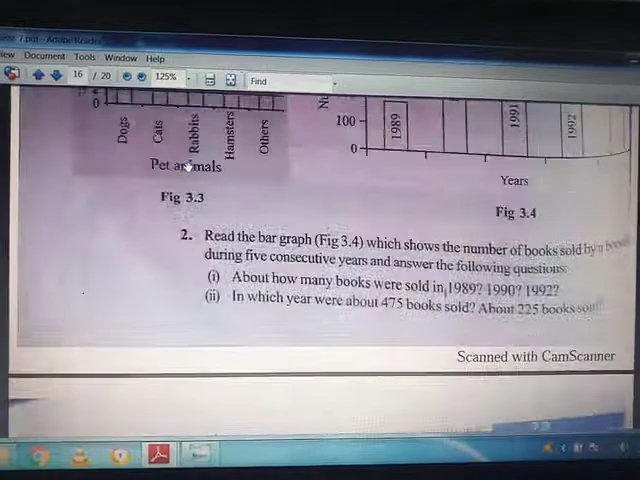 Document Tools Window Help
16 / 20 125% Find
0
Dogs
Cats
Rabbits
Hamsters
Others
Pet animals
Fig 3.3
100
0
1989
1991
1992
Years
Fig 3.4
2. Read the bar graph (Fig 3.4) which shows the number of books sold by a
during five consecutive years and answer the following questions:
(i) About how many books were sold in 1989? 1990? 1992?
(ii) In which year were about 475 books sold? About 225 books
Scanned with CamScanner